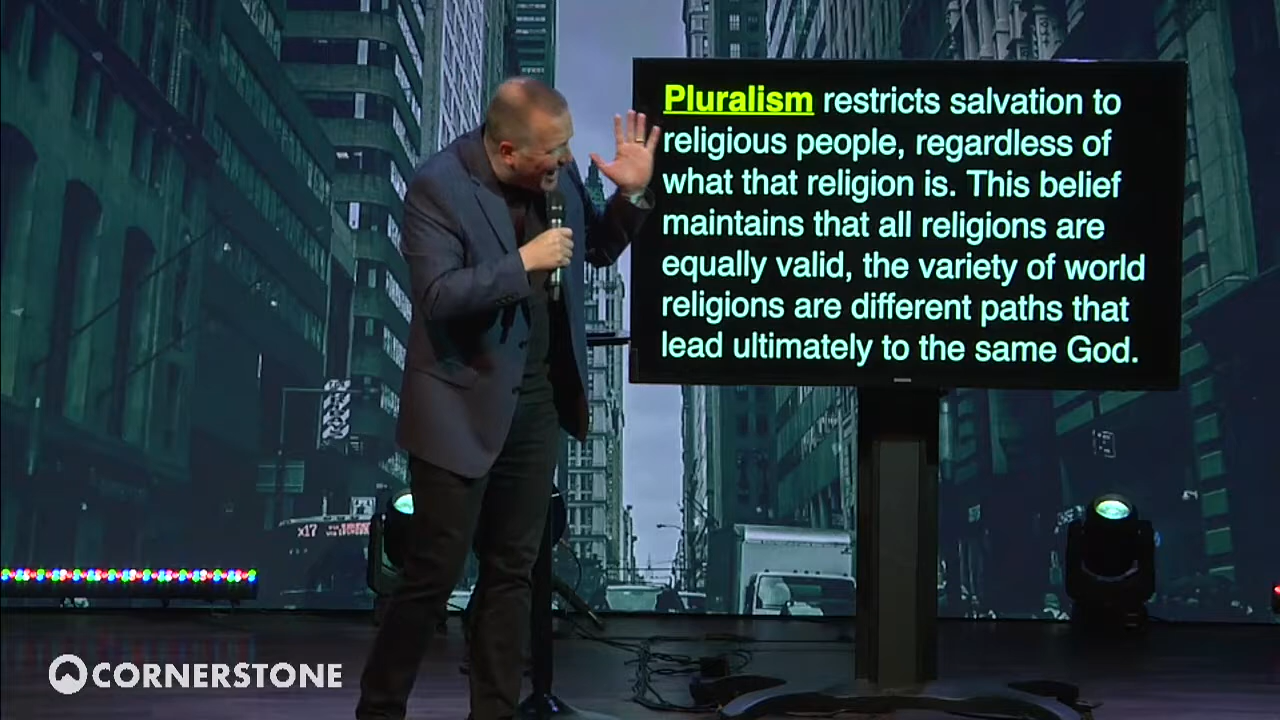 Pluralism restricts salvation to
religious people, regardless of
what that religion is. This belief
maintains that all religions are
equally valid, the variety of world
religions are different paths that
lead ultimately to the same God.
x17
CORNERSTONE